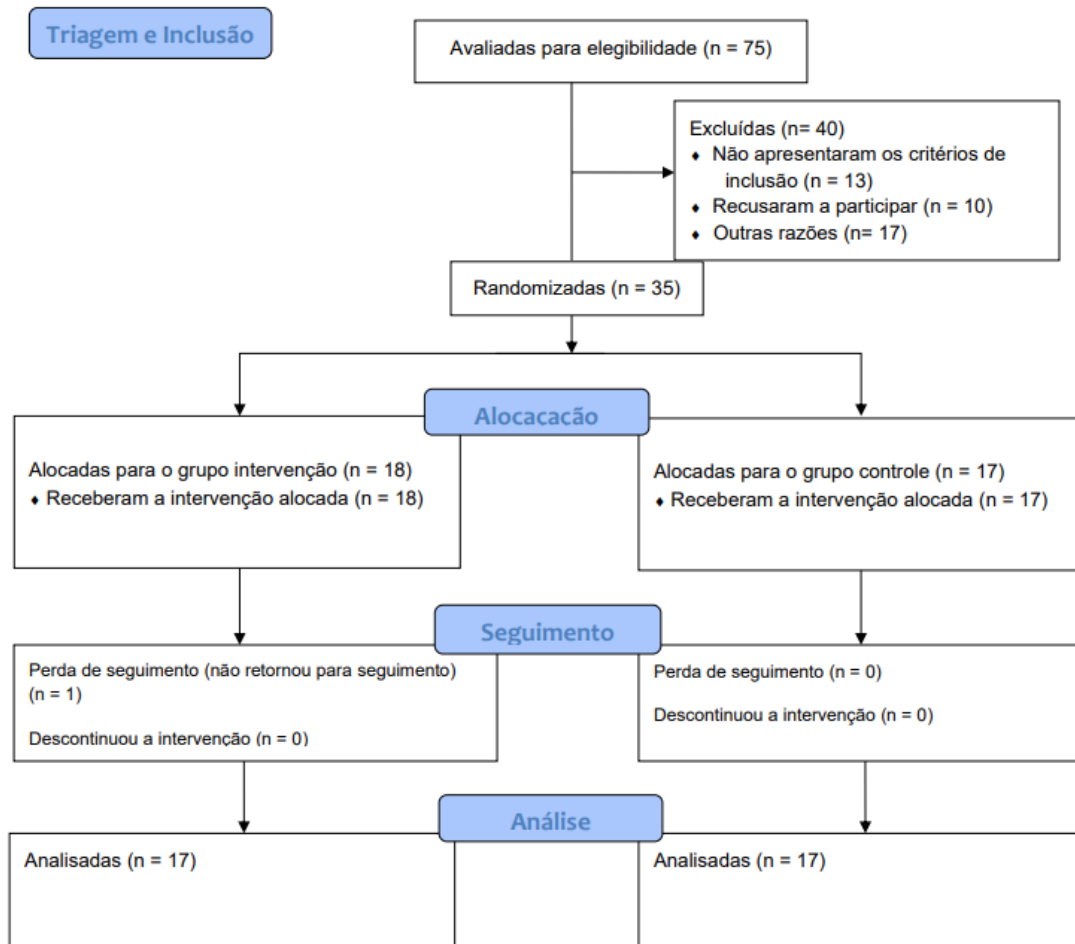 Triagem e Inclusão
Avaliadas para elegibilidade (n = 75)
Excluídas (n= 40)
♦ Não apresentaram os critérios de
inclusão (n = 13)
♦ Recusaram a participar (n = 10)
♦ Outras razões (n= 17)
Randomizadas (n = 35)
Alocacação
Alocadas para o grupo intervenção (n = 18)
♦ Receberam a intervenção alocada (n = 18)
Alocadas para o grupo controle (n = 17)
♦ Receberam a intervenção alocada (n = 17)
Seguimento
Perda de seguimento (não retornou para seguimento)
(n = 1)
Descontinuou a intervenção (n = 0)
Perda de seguimento (n = 0)
Descontinuou a intervenção (n = 0)
Análise
Analisadas (n = 17)
Analisadas (n = 17)